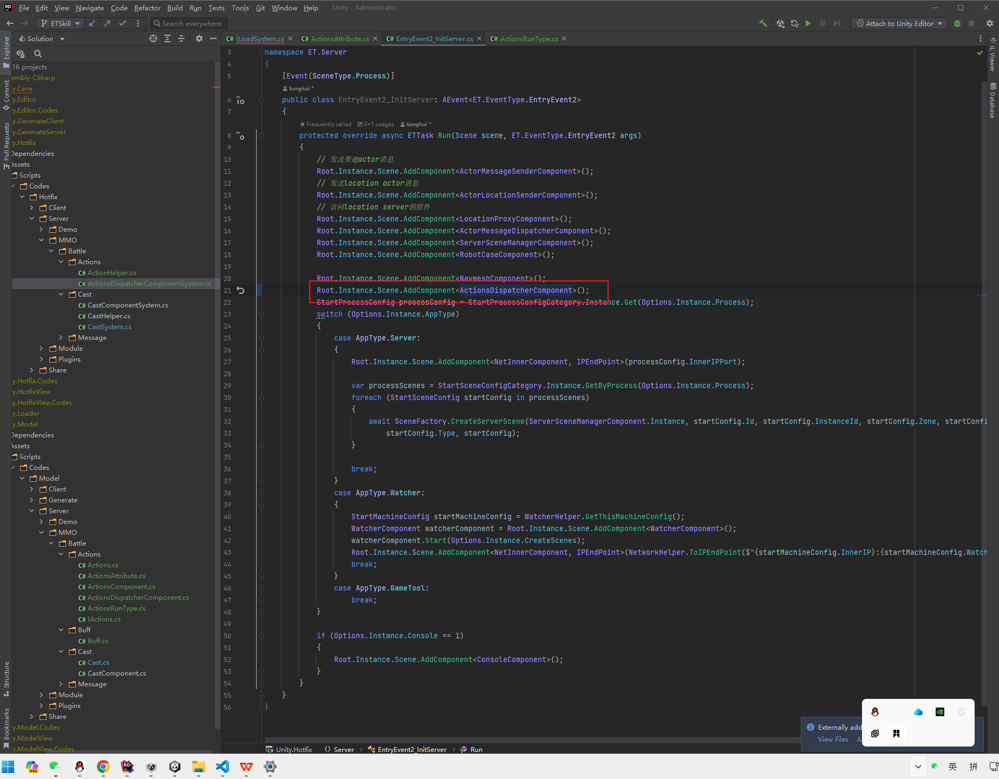 File Edit View Navigate Code Refactor Build Run Tests Tools Git Window Help Unity - Administrator
ETSkill Search everywhere Attach to Unity Editor
Solution
ILoadSystem.cs ActionsAttribute.cs EntryEvent2_InitServer.cs ActionsRunType.cs
Explorer
Commit
Pull Requests
Structure
Bookmarks
16 projects
embly-CSharp
y.Core
y.Editor
y.Editor.Codes
y.GenerateClient
y.GenerateServer
y.Hotfix
Dependencies
Assets
Scripts
Codes
Hotfix
Client
Server
Demo
MMO
Battle
Actions
C# ActionHelper.cs
C# ActionsDispatcherComponentSystem.cs
Cast
C# CastComponentSystem.cs
C# CastHelper.cs
C# CastSystem.cs
Message
Module
Plugins
Share
y.Hotfix.Codes
y.HotfixView
y.HotfixView.Codes
y.Loader
y.Model
Dependencies
Assets
Scripts
Codes
Model
Client
Generate
Server
Demo
MMO
Battle
Actions
C# Actions.cs
C# ActionsAttribute.cs
C# ActionsComponent.cs
C# ActionsDispatcherComponent.cs
C# ActionsRunType.cs
C# IActions.cs
Buff
C# Buff.cs
Cast
C# Cast.cs
C# CastComponent.cs
Message
Module
Plugins
Share
y.Model.Codes
y.ModelView
y.ModelView.Codes
3 namespace ET.Server
4 {
5 [Event(SceneType.Process)]
tanghai *
6 public class EntryEvent2_InitServer: AEvent<ET.EventType.EntryEvent2>
7 {
Frequently called 0+1 usages tanghai *
8 protected override async ETTask Run(Scene scene, ET.EventType.EntryEvent2 args)
9 {
10 // 发送普通actor消息
11 Root.Instance.Scene.AddComponent<ActorMessageSenderComponent>();
12 // 发送location actor消息
13 Root.Instance.Scene.AddComponent<ActorLocationSenderComponent>();
14 // 访问location server的组件
15 Root.Instance.Scene.AddComponent<LocationProxyComponent>();
16 Root.Instance.Scene.AddComponent<ActorMessageDispatcherComponent>();
17 Root.Instance.Scene.AddComponent<ServerSceneManagerComponent>();
18 Root.Instance.Scene.AddComponent<RobotCaseComponent>();
19
20 Root.Instance.Scene.AddComponent<NavmeshComponent>();
21 Root.Instance.Scene.AddComponent<ActionsDispatcherComponent>();
22 StartProcessConfig processConfig = StartProcessConfigCategory.Instance.Get(Options.Instance.Process);
23 switch (Options.Instance.AppType)
24 {
25 case AppType.Server:
26 {
27 Root.Instance.Scene.AddComponent<NetInnerComponent, IPEndPoint>(processConfig.InnerIPPort);
28
29 var processScenes = StartSceneConfigCategory.Instance.GetByProcess(Options.Instance.Process);
30 foreach (StartSceneConfig startConfig in processScenes)
31 {
32 await SceneFactory.CreateServerScene(ServerSceneManagerComponent.Instance, startConfig.Id, startConfig.InstanceId, startConfig.Zone, startConfi
33 startConfig.Type, startConfig);
34 }
35
36 break;
37 }
38 case AppType.Watcher:
39 {
40 StartMachineConfig startMachineConfig = WatcherHelper.GetThisMachineConfig();
41 WatcherComponent watcherComponent = Root.Instance.Scene.AddComponent<WatcherComponent>();
42 watcherComponent.Start(Options.Instance.CreateScenes);
43 Root.Instance.Scene.AddComponent<NetInnerComponent, IPEndPoint>(NetworkHelper.ToIPEndPoint($"{startMachineConfig.InnerIP}:{startMachineConfig.Watch
44 break;
45 }
46 case AppType.GameTool:
47 break;
48 }
49
50 if (Options.Instance.Console == 1)
51 {
52 Root.Instance.Scene.AddComponent<ConsoleComponent>();
53 }
54 }
55 }
56 }
IL Viewer
Database
Externally add
View Files A
Unity.Hotfix Server EntryEvent2_InitServer Run
英 拼